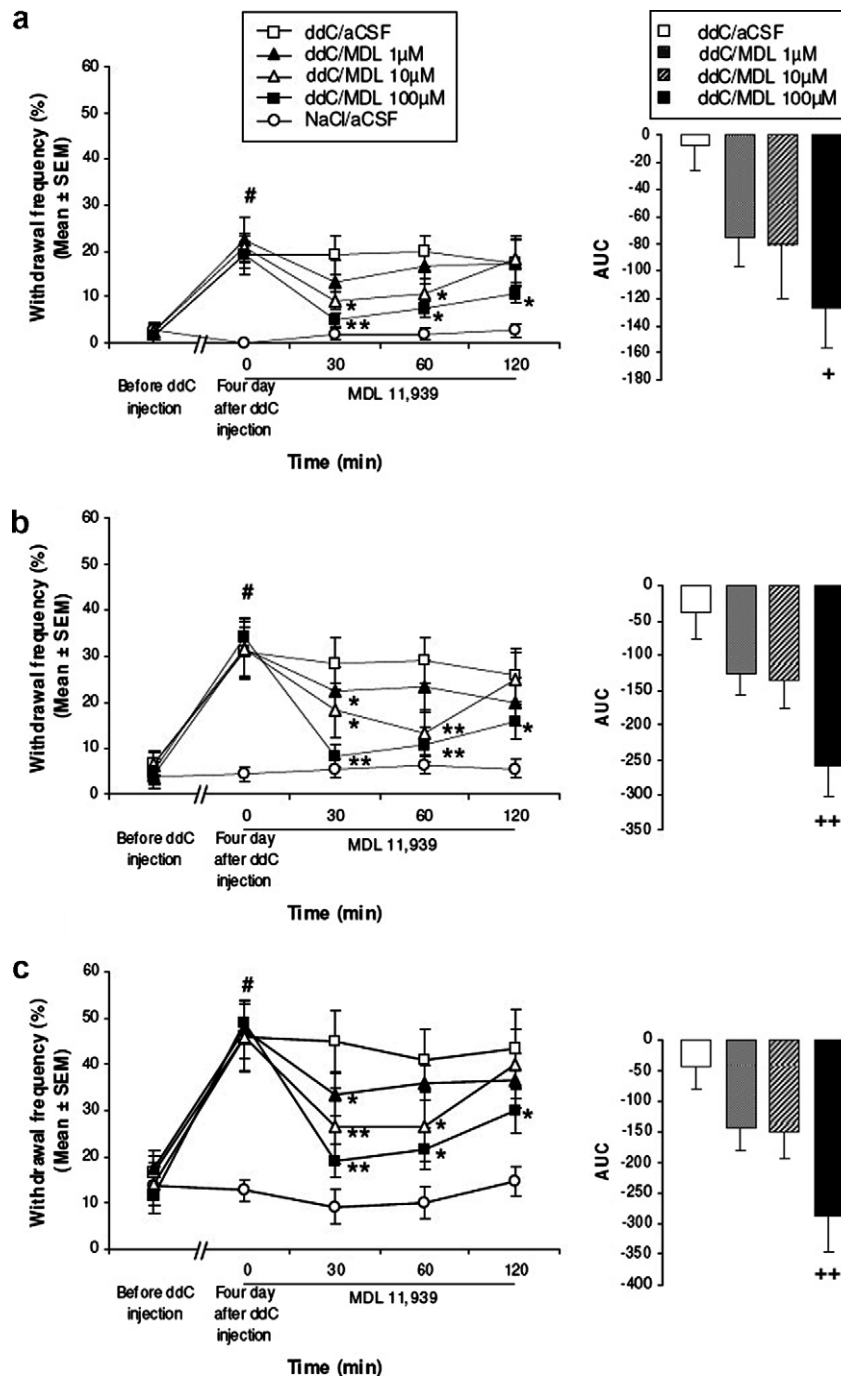 a
ddC/aCSF
ddC/MDL 1µM
ddC/MDL 10µM
ddC/MDL 100µM
NaCl/aCSF
Withdrawal frequency (%)
(Mean ± SEM)
60
50
40
30
20
10
0
#
*
**
*
*
*
0 30 60 120
Before ddC
injection
Four day
after ddC
injection
MDL 11,939
Time (min)
ddC/aCSF
ddC/MDL 1µM
ddC/MDL 10µM
ddC/MDL 100µM
AUC
0
-20
-40
-60
-80
-100
-120
-140
-160
-180
+
b
Withdrawal frequency (%)
(Mean ± SEM)
60
50
40
30
20
10
0
#
*
*
**
**
**
*
0 30 60 120
Before ddC
injection
Four day
after ddC
injection
MDL 11,939
Time (min)
AUC
0
-50
-100
-150
-200
-250
-300
-350
++
c
Withdrawal frequency (%)
(Mean ± SEM)
60
50
40
30
20
10
0
#
*
**
**
*
*
*
0 30 60 120
Before ddC
injection
Four day
after ddC
injection
MDL 11,939
Time (min)
AUC
0
-50
-100
-150
-200
-250
-300
-350
-400
++